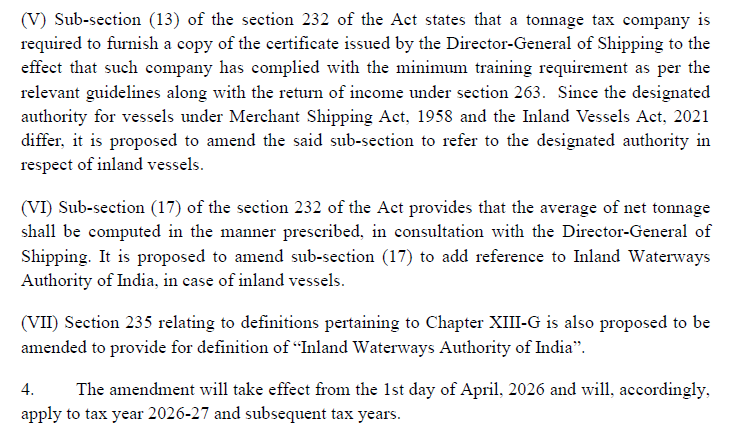 (V) Sub-section (13) of the section 232 of the Act states that a tonnage tax company is
required to furnish a copy of the certificate issued by the Director-General of Shipping to the
effect that such company has complied with the minimum training requirement as per the
relevant guidelines along with the return of income under section 263. Since the designated
authority for vessels under Merchant Shipping Act, 1958 and the Inland Vessels Act, 2021
differ, it is proposed to amend the said sub-section to refer to the designated authority in
respect of inland vessels.
(VI) Sub-section (17) of the section 232 of the Act provides that the average of net tonnage
shall be computed in the manner prescribed, in consultation with the Director-General of
Shipping. It is proposed to amend sub-section (17) to add reference to Inland Waterways
Authority of India, in case of inland vessels.
(VII) Section 235 relating to definitions pertaining to Chapter XIII-G is also proposed to be
amended to provide for definition of “Inland Waterways Authority of India”.
4. The amendment will take effect from the 1st day of April, 2026 and will, accordingly,
apply to tax year 2026-27 and subsequent tax years.